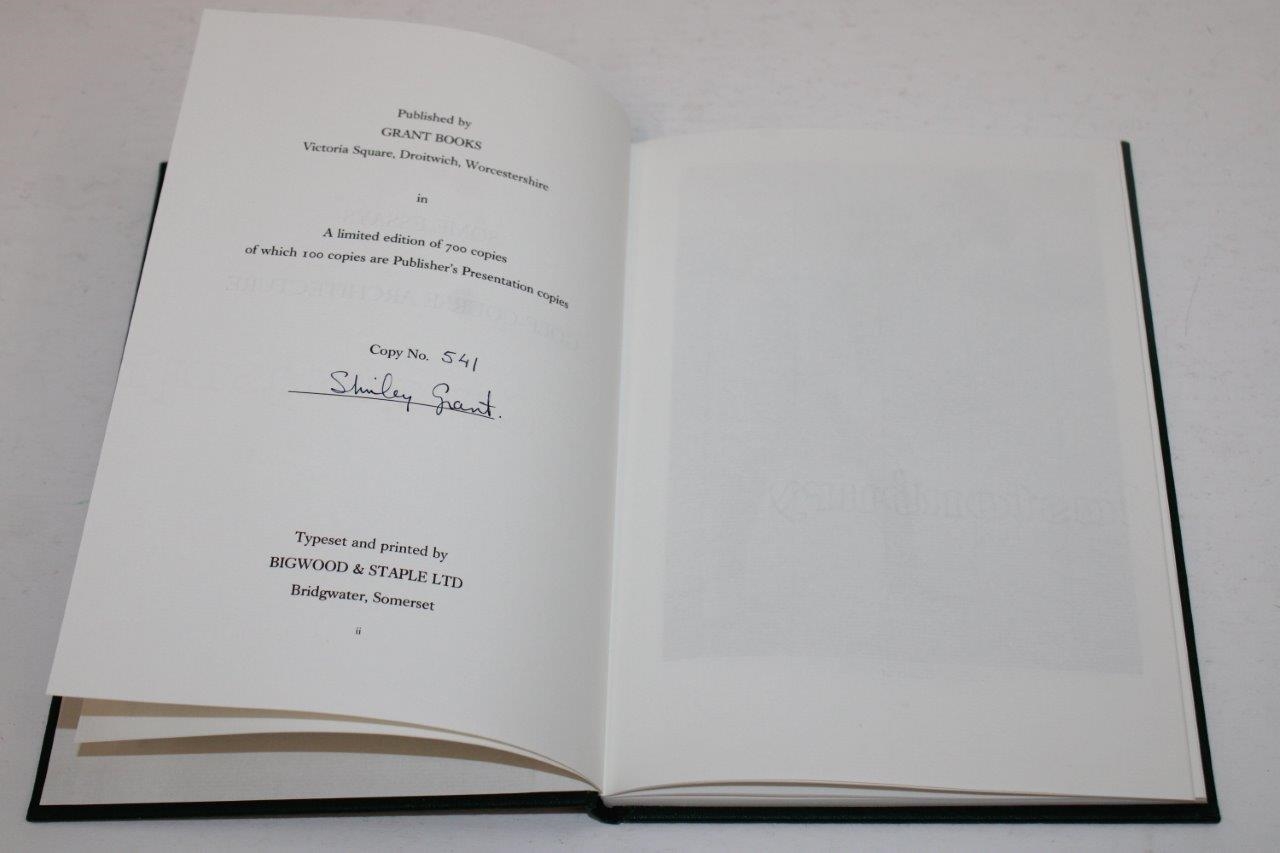 Published by
GRANT BOOKS
Victoria Square, Droitwich, Worcestershire
in
A limited edition of 700 copies
of which 100 copies are Publisher's Presentation copies
Copy No. 541
Shirley Grant.
Typeset and printed by
BIGWOOD & STAPLE LTD
Bridgwater, Somerset
ii